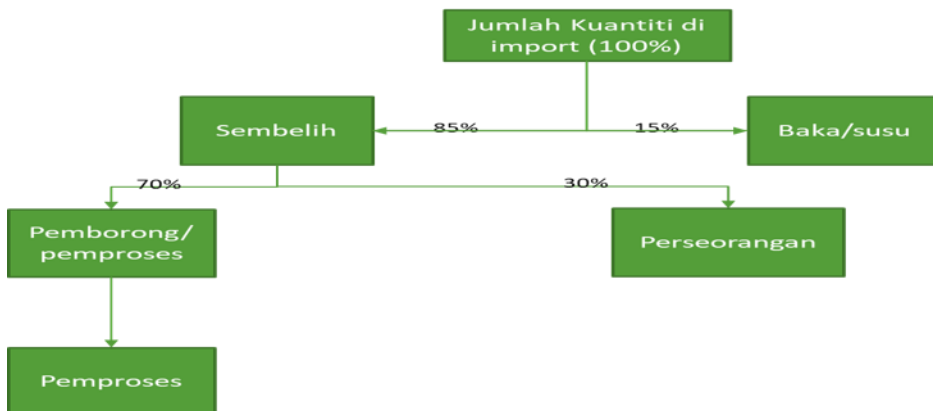 Jumlah Kuantiti di
import (100%)
Sembelih
85%
15%
Baka/susu
70%
30%
Pemborong/
pemproses
Perseorangan
Pemproses